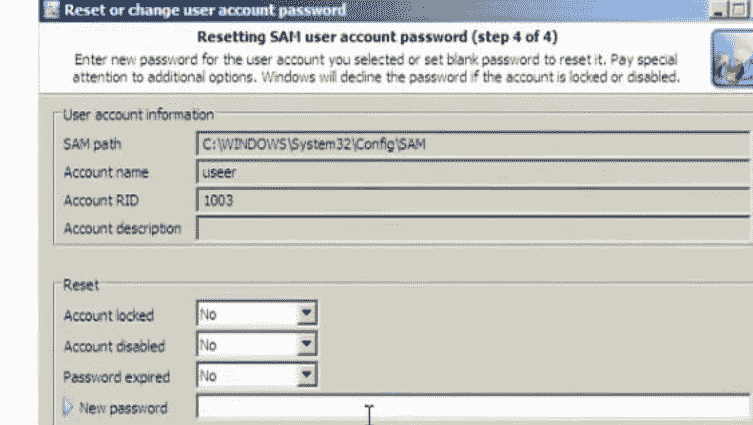 Reset or change user account password
Resetting SAM user account password (step 4 of 4)
Enter new password for the user account you selected or set blank password to reset it. Pay special
attention to additional options. Windows will decline the password if the account is locked or disabled.
User account information
SAM path C:\WINDOWS\System32\Config\SAM
Account name useer
Account RID 1003
Account description
Reset
Account locked No
Account disabled No
Password expired No
New password